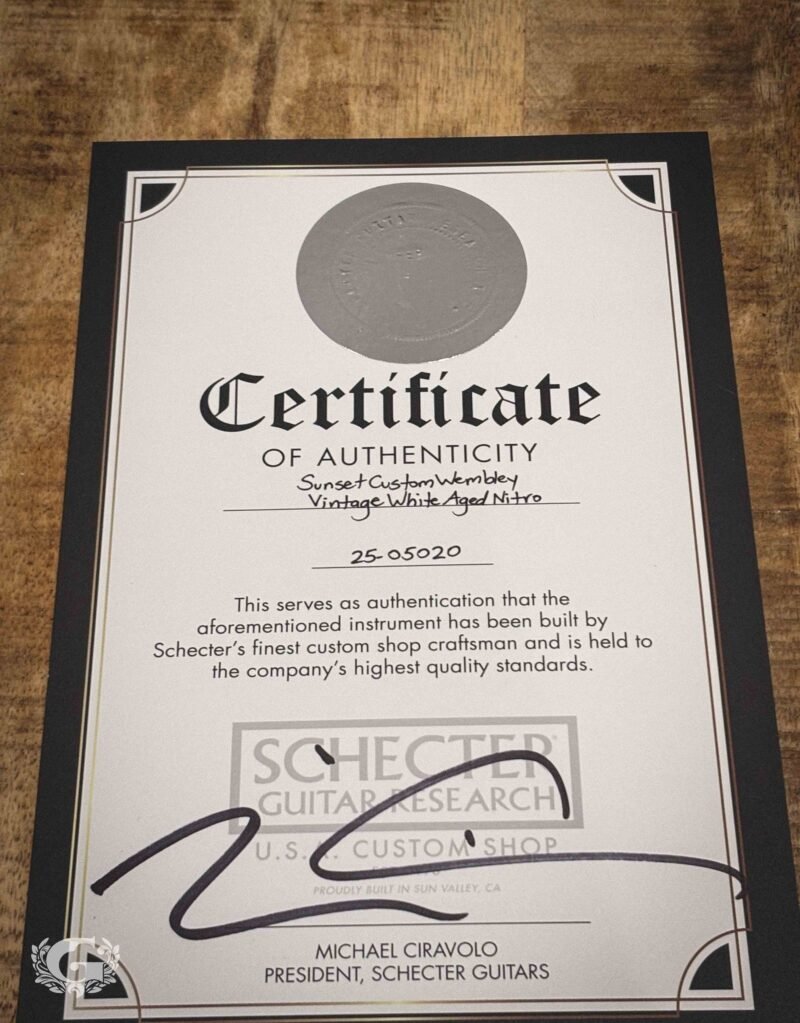 Certificate
OF AUTHENTICITY
Sunset Custom Wembley
Vintage White Aged Nitro
25-05020
This serves as authentication that the
aforementioned instrument has been built by
Schecter's finest custom shop craftsman and is held to
the company's highest quality standards.
SCHECTER
GUITAR RESEARCH
U.S.A. CUSTOM SHOP
PROUDLY BUILT IN SUN VALLEY, CA
MICHAEL CIRAVOLO
PRESIDENT, SCHECTER GUITARS
G